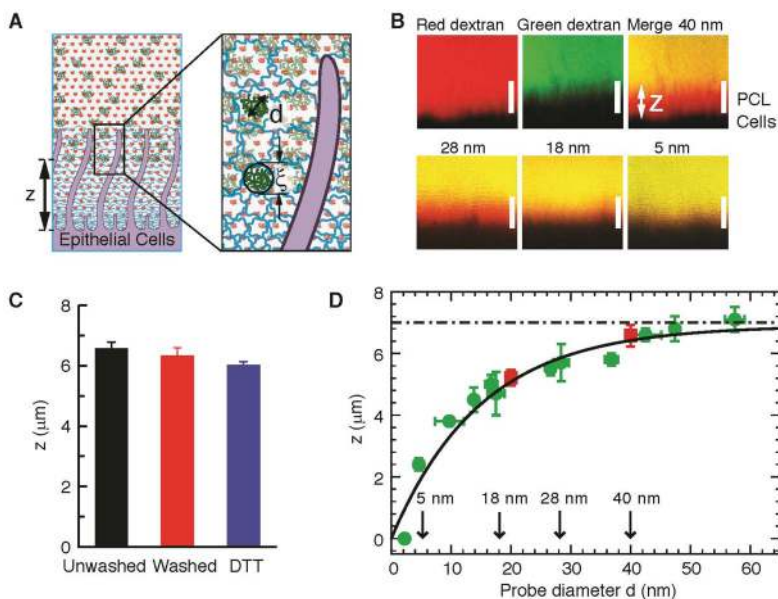 A
d
ξ
z
Epithelial Cells
B
Red dextran Green dextran Merge 40 nm
Z
PCL
Cells
28 nm 18 nm 5 nm
C
8
6
4
2
0
z (μm)
Unwashed Washed DTT
D
8
6
4
2
0
z (μm)
5 nm 18 nm 28 nm 40 nm
0 10 20 30 40 50 60
Probe diameter d (nm)